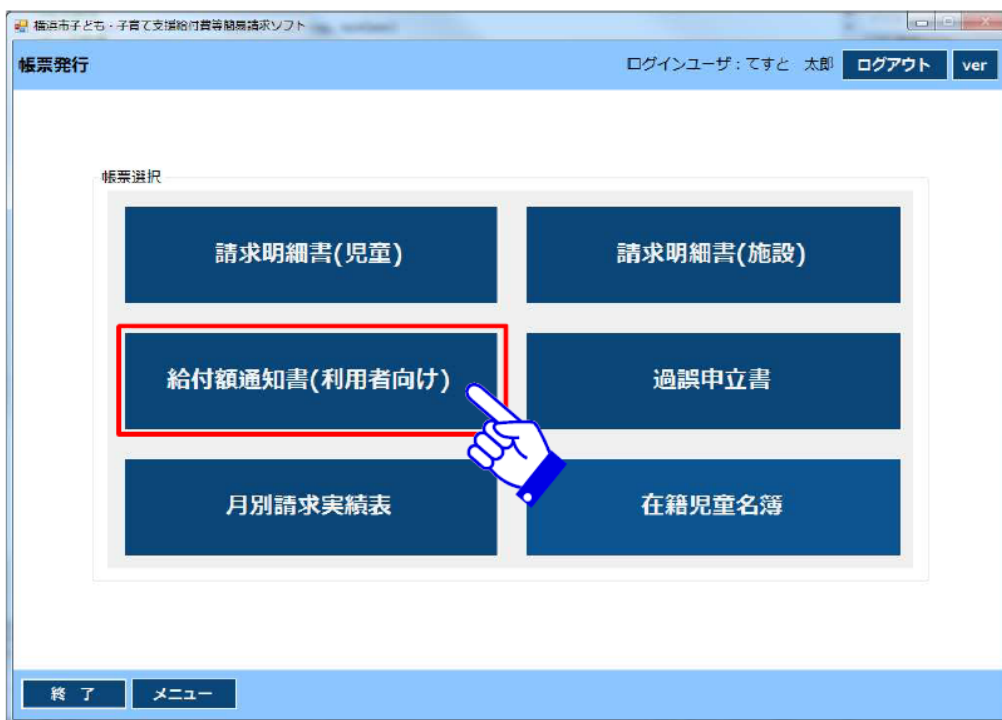 横浜市子ども・子育て支援給付費等簡易請求ソフト
帳票発行
ログインユーザ:てすと 太郎 ログアウト ver
帳票選択
請求明細書(児童) 請求明細書(施設)
給付額通知書(利用者向け) 過誤申立書
月別請求実績表 在籍児童名簿
終 了 メニュー